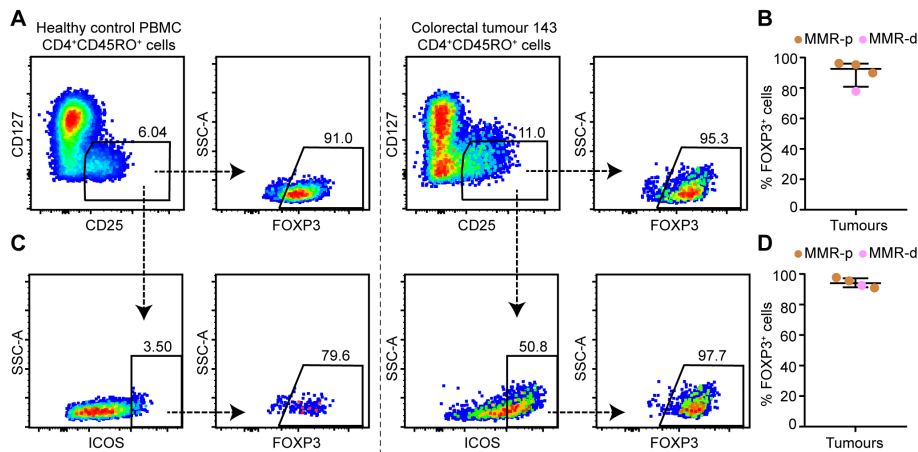 A
Healthy control PBMC
CD4⁺CD45RO⁺ cells
CD127
6.04
CD25
SSC-A
91.0
FOXP3
Colorectal tumour 143
CD4⁺CD45RO⁺ cells
CD127
11.0
CD25
SSC-A
95.3
FOXP3
B
MMR-p MMR-d
% FOXP3⁺ cells
100
80
60
40
20
0
Tumours
C
SSC-A
3.50
ICOS
SSC-A
79.6
FOXP3
SSC-A
50.8
ICOS
SSC-A
97.7
FOXP3
D
MMR-p MMR-d
% FOXP3⁺ cells
100
80
60
40
20
0
Tumours